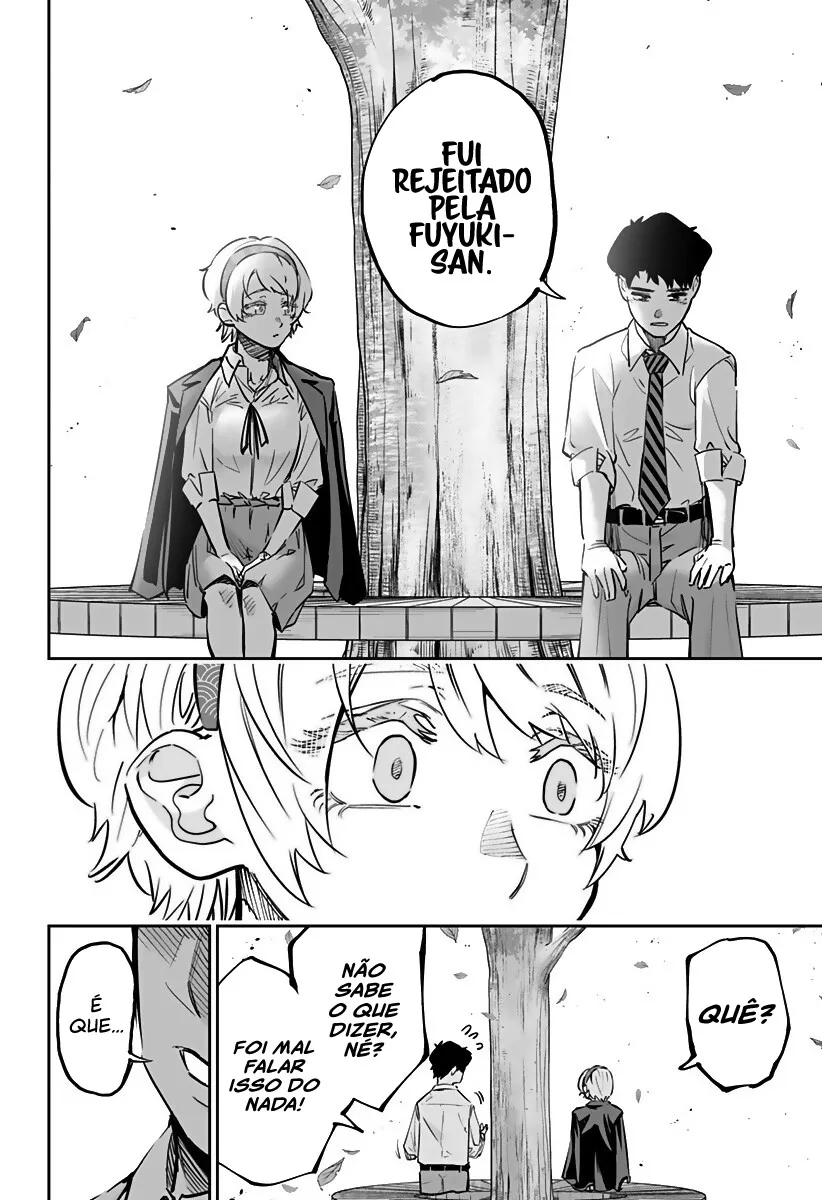 FUI
REJEITADO
PELA
FUYUKI-
SAN.
QUÊ?
NÃO
SABE
O QUE
DIZER,
NÉ?
FOI MAL
FALAR
ISSO DO
NADA!
É
QUE...